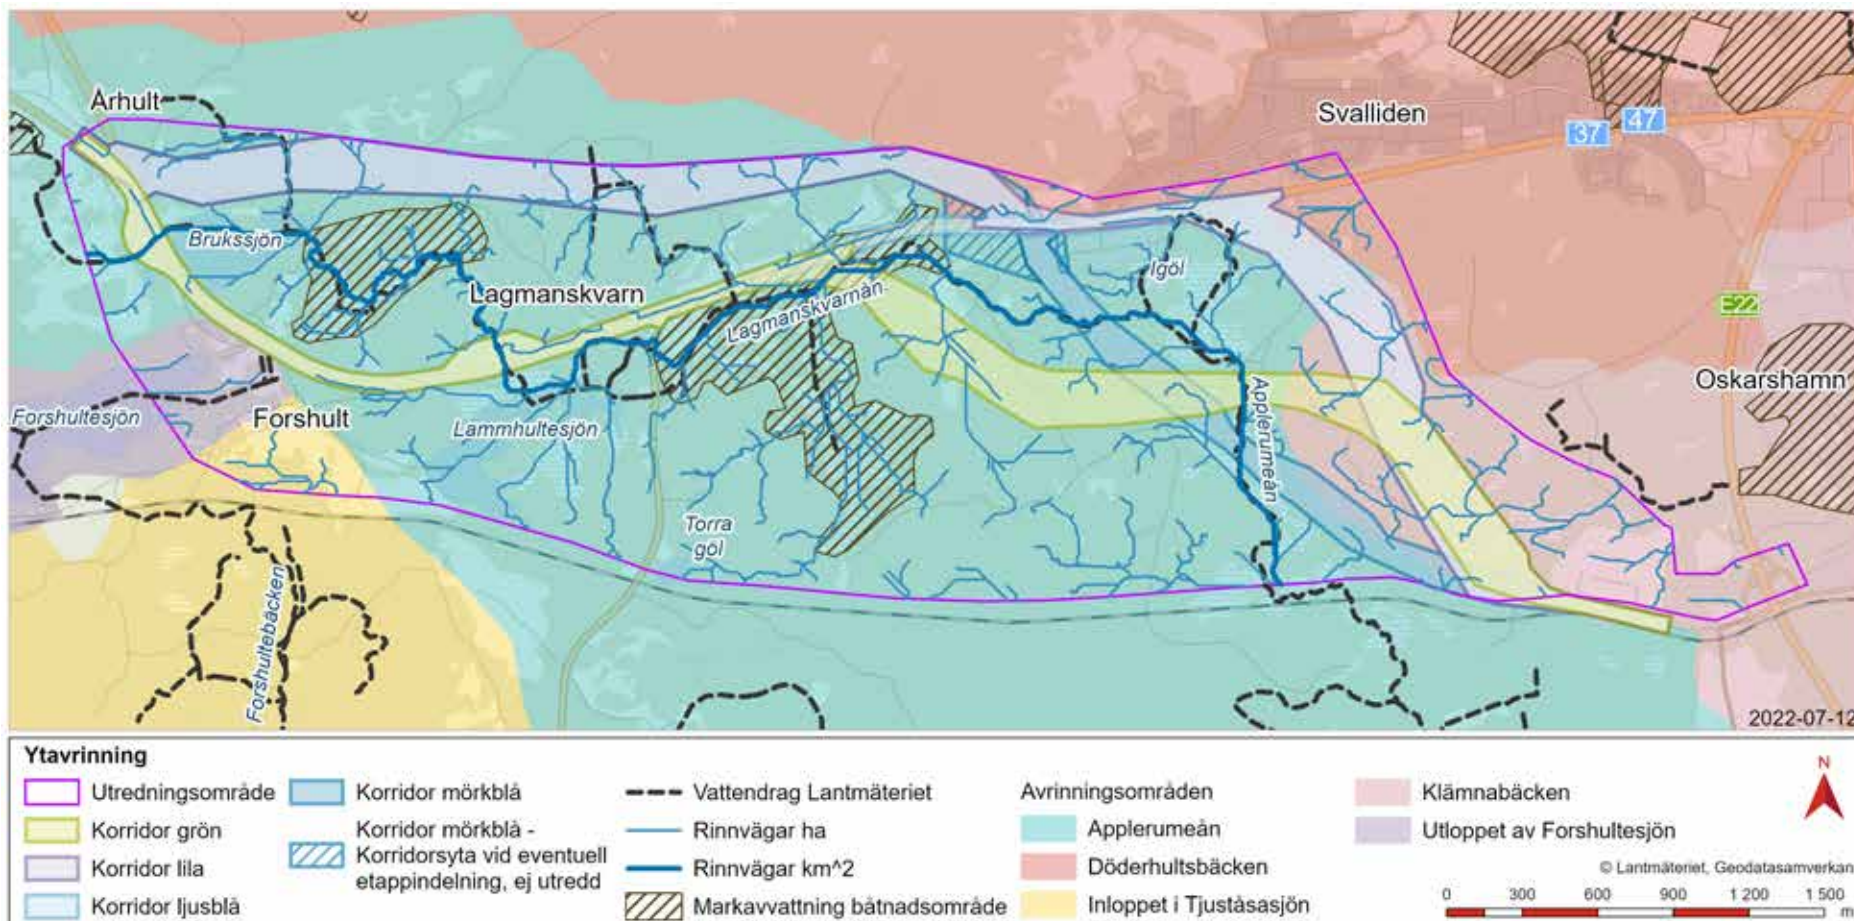 Århult
Svalliden
37
47
Brukssjön
Igöl
Lagmanskvarn
Lagmanskvarnån
E22
Oskarshamn
Forshultesjön
Forshult
Lammhultesjön
Applerumeån
Torra
göl
Forshultebäcken
2022-07-12
Ytavrinning
Utredningsområde
Korridor grön
Korridor lila
Korridor ljusblå
Korridor mörkblå
Korridor mörkblå -
Korridorsyta vid eventuell
etappindelning, ej utredd
Vattendrag Lantmäteriet
Rinnvägar ha
Rinnvägar km^2
Markavvattning båtnadsområde
Avrinningsområden
Applerumeån
Döderhultsbäcken
Inloppet i Tjuståsasjön
Klämnabäcken
Utloppet av Forshultesjön
N
© Lantmäteriet, Geodatasamverkan
0 300 600 900 1 200 1 500
m